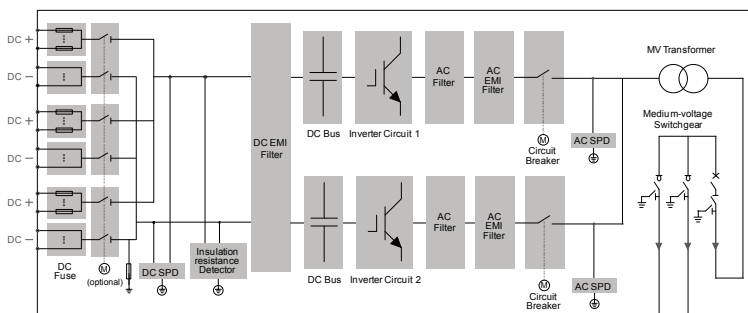 DC +
DC −
DC +
DC −
DC +
DC −
DC
Fuse
M
(optional)
DC SPD
Insulation
resistance
Detector
DC EMI
Filter
DC Bus
Inverter Circuit 1
AC
Filter
AC
EMI
Filter
M
Circuit
Breaker
AC SPD
MV Transformer
Medium-voltage
Switchgear
DC Bus
Inverter Circuit 2
AC
Filter
AC
EMI
Filter
M
Circuit
Breaker
AC SPD